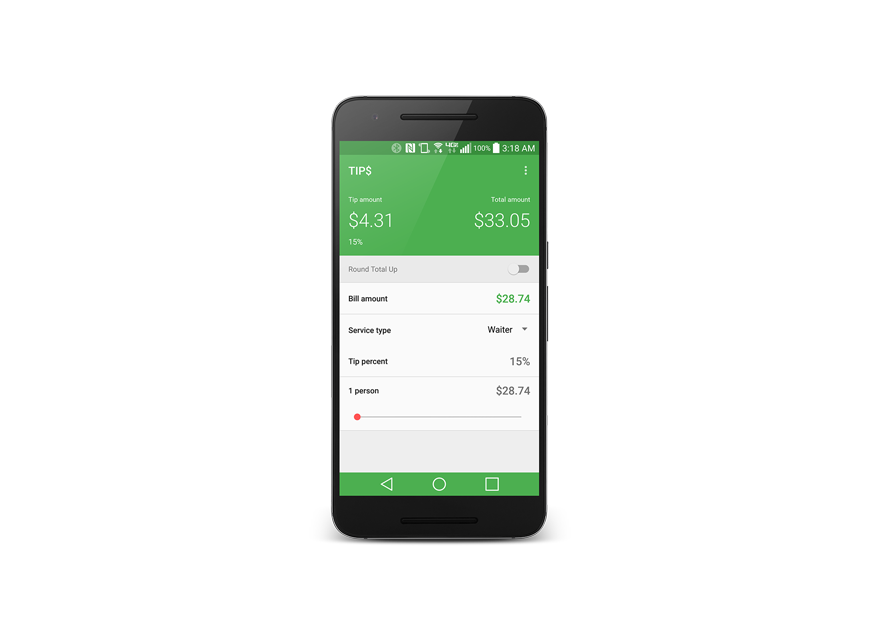 100% 3:18 AM
TIP$
Tip amount Total amount
$4.31 $33.05
15%
Round Total Up
Bill amount $28.74
Service type Waiter
Tip percent 15%
1 person $28.74